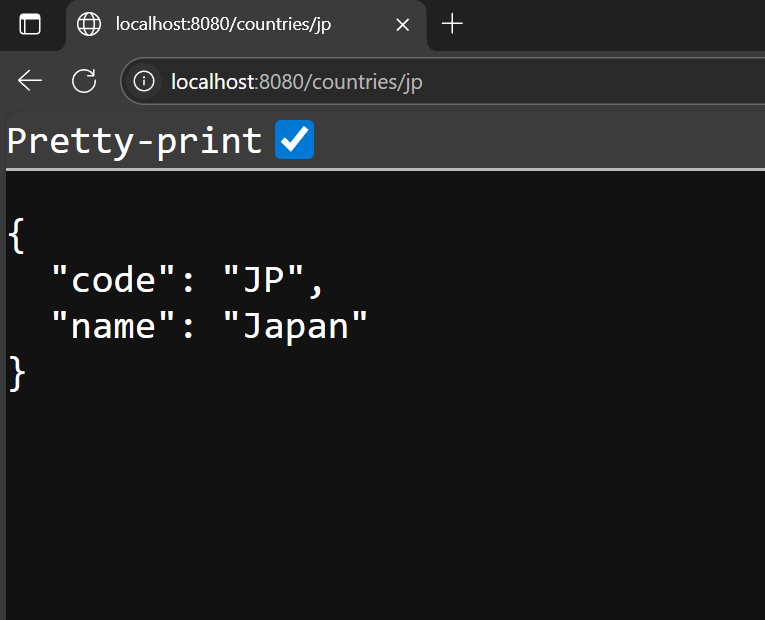 localhost:8080/countries/jp
localhost:8080/countries/jp
Pretty-print
{
  "code": "JP",
  "name": "Japan"
}